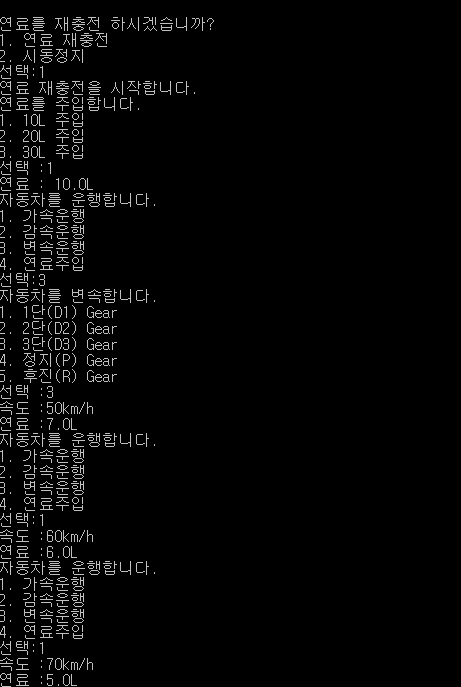 연료를 재충전 하시겠습니까?
1. 연료 재충전
2. 시동정지
선택:1
연료 재충전을 시작합니다.
연료를 주입합니다.
1. 10L 주입
2. 20L 주입
3. 30L 주입
선택 :1
연료 : 10.0L
자동차를 운행합니다.
1. 가속운행
2. 감속운행
3. 변속운행
4. 연료주입
선택:3
자동차를 변속합니다.
1. 1단(D1) Gear
2. 2단(D2) Gear
3. 3단(D3) Gear
4. 정지(P) Gear
5. 후진(R) Gear
선택 :3
속도 :50km/h
연료 :7.0L
자동차를 운행합니다.
1. 가속운행
2. 감속운행
3. 변속운행
4. 연료주입
선택:1
속도 :60km/h
연료 :6.0L
자동차를 운행합니다.
1. 가속운행
2. 감속운행
3. 변속운행
4. 연료주입
선택:1
속도 :70km/h
연료 :5.0L